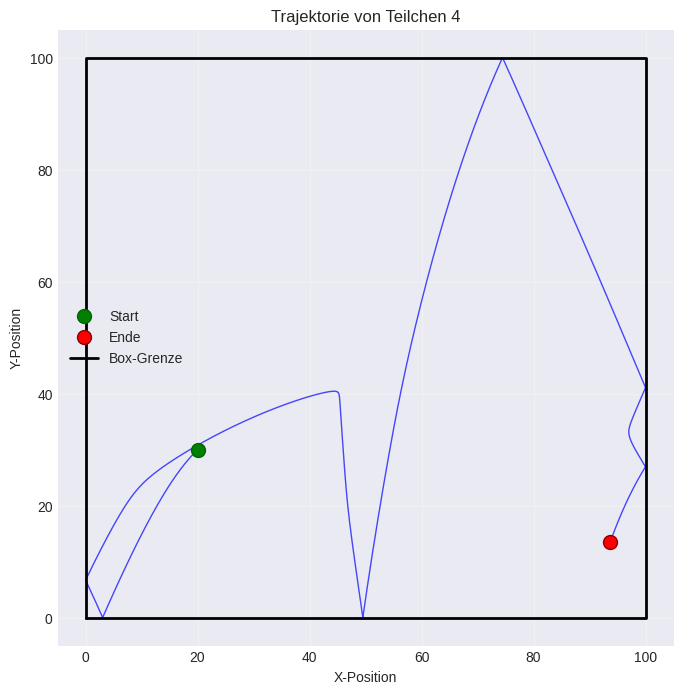 Trajektorie von Teilchen 4
Y-Position
100
80
60
40
20
0
Start
Ende
Box-Grenze
0 20 40 60 80 100
X-Position